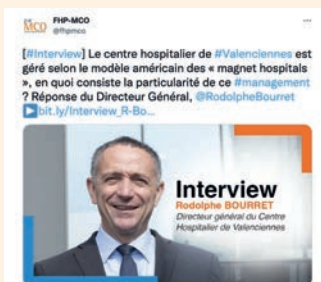 MCO
FHP-MCO
@fhpmco
[#Interview] Le centre hospitalier de #Valenciennes est
géré selon le modèle américain des « magnet hospitals
», en quoi consiste la particularité de ce #management
? Réponse du Directeur Général, @RodolpheBourret
bit.ly/Interview_R-Bo...
Interview
Rodolphe BOURRET
Directeur général du Centre
Hospitalier de Valenciennes